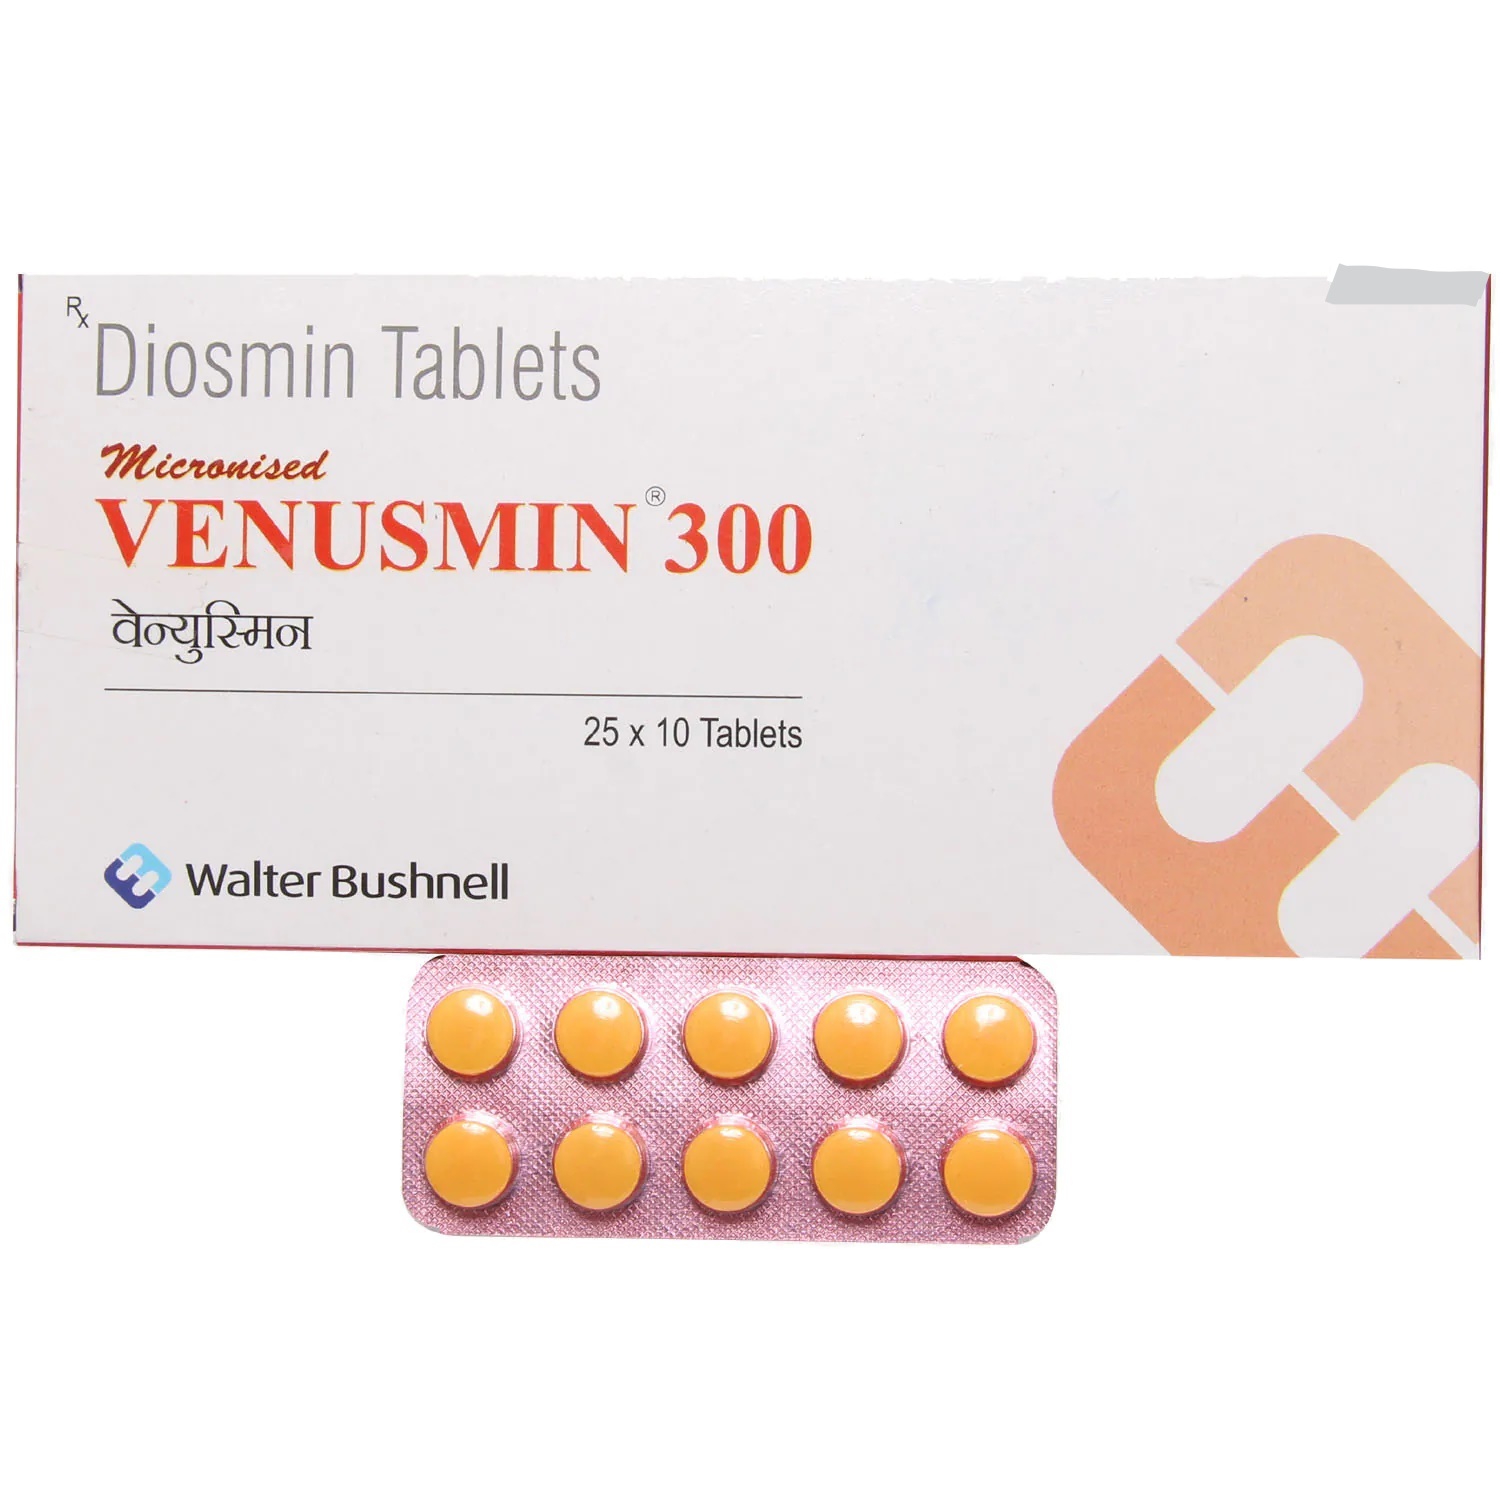 Rx
Diosmin Tablets
Micronised
VENUSMIN® 300
वेन्युस्मिन
25 x 10 Tablets
Walter Bushnell